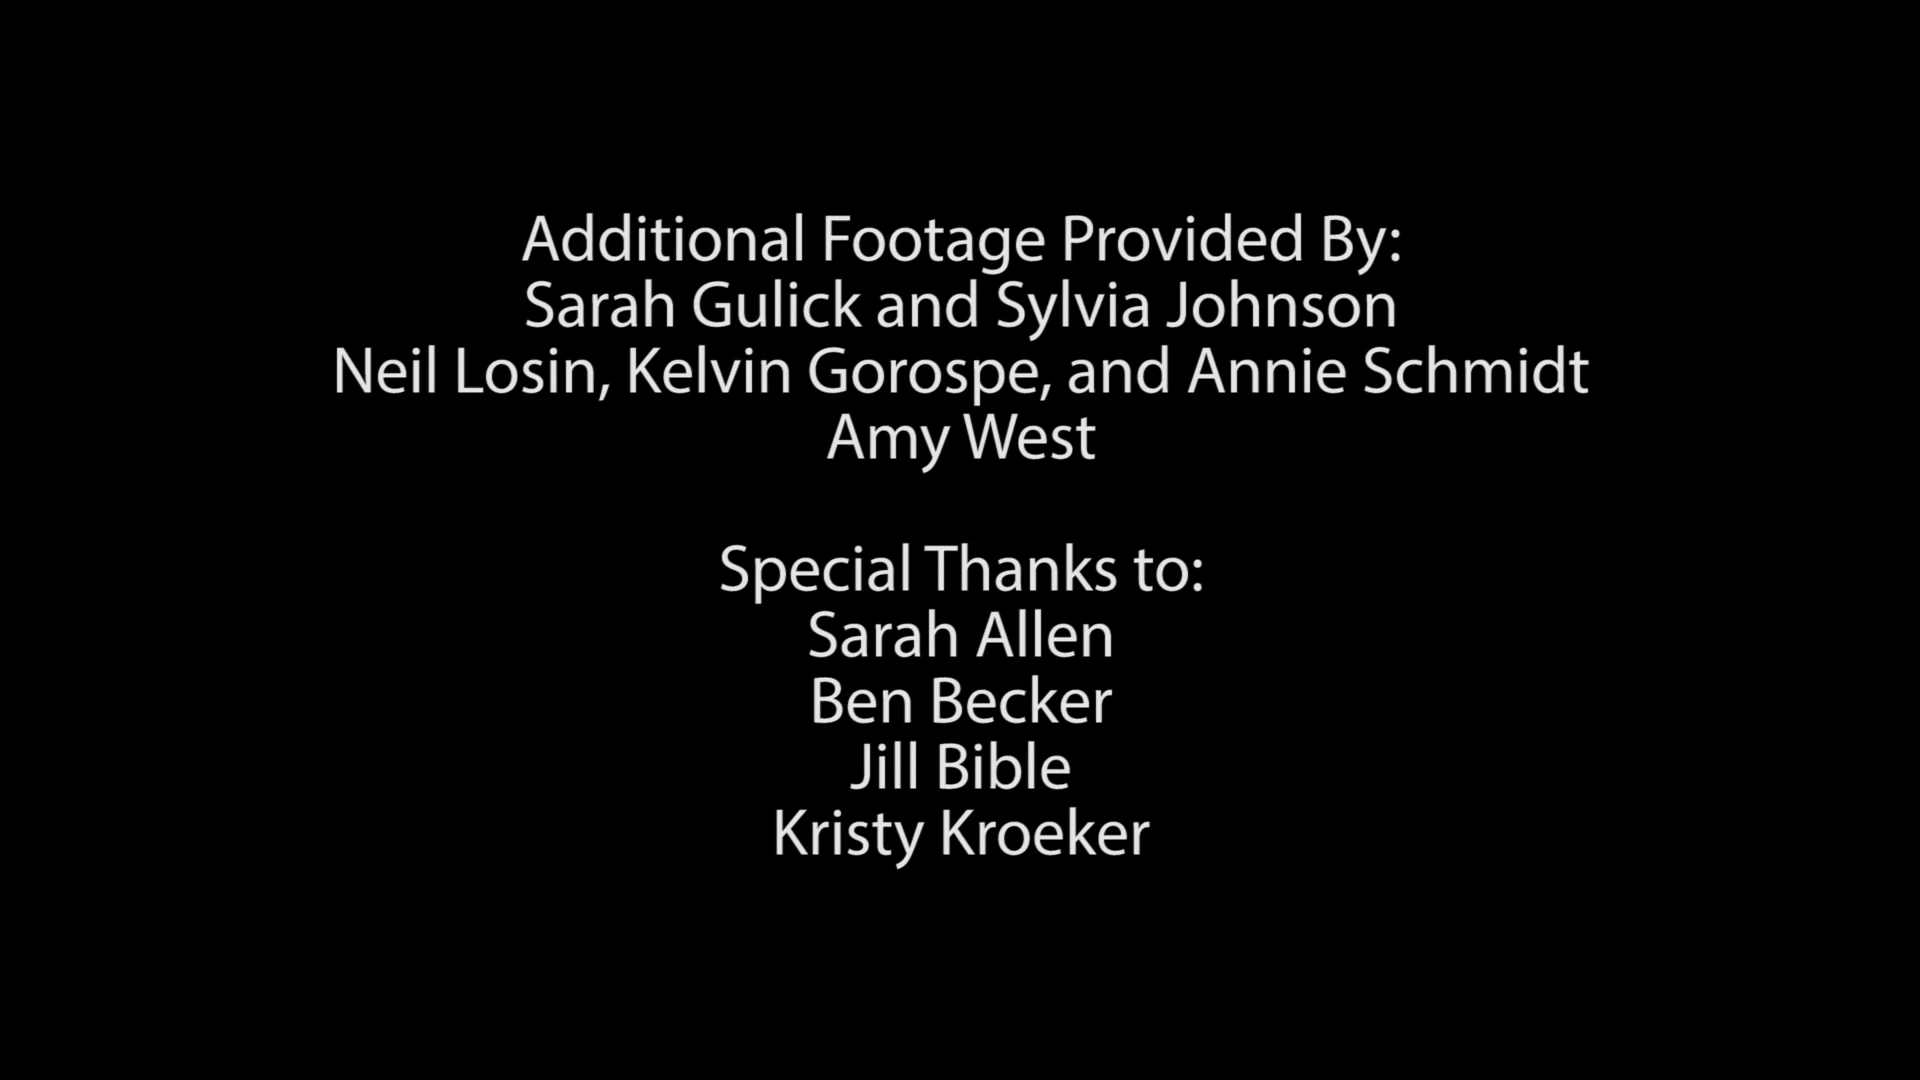 Additional Footage Provided By:
Sarah Gulick and Sylvia Johnson
Neil Losin, Kelvin Gorospe, and Annie Schmidt
Amy West
Special Thanks to:
Sarah Allen
Ben Becker
Jill Bible
Kristy Kroeker